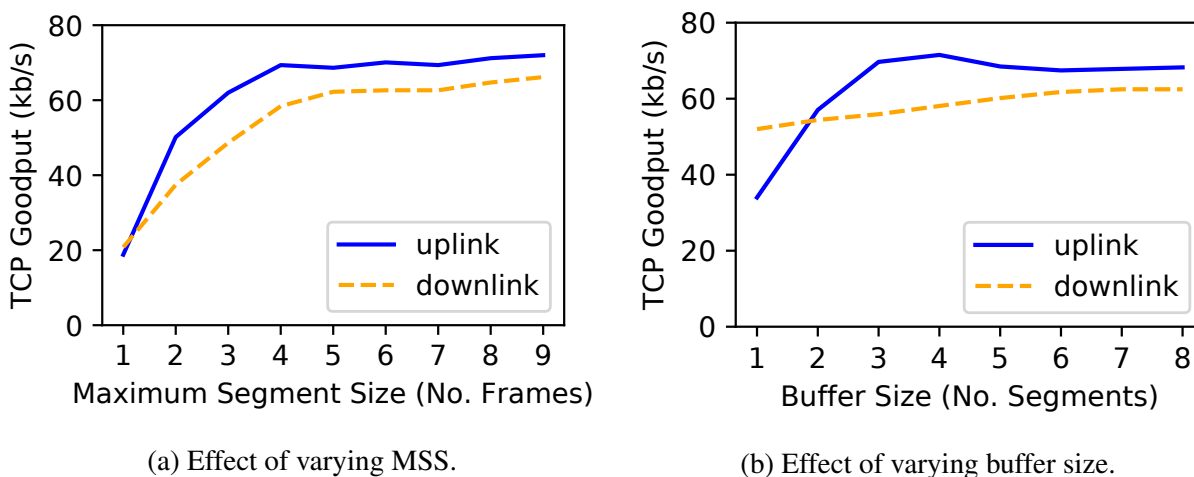 80
60
40
20
0
TCP Goodput (kb/s)
uplink
downlink
1 2 3 4 5 6 7 8 9
Maximum Segment Size (No. Frames)
(a) Effect of varying MSS.
80
60
40
20
0
TCP Goodput (kb/s)
uplink
downlink
1 2 3 4 5 6 7 8
Buffer Size (No. Segments)
(b) Effect of varying buffer size.